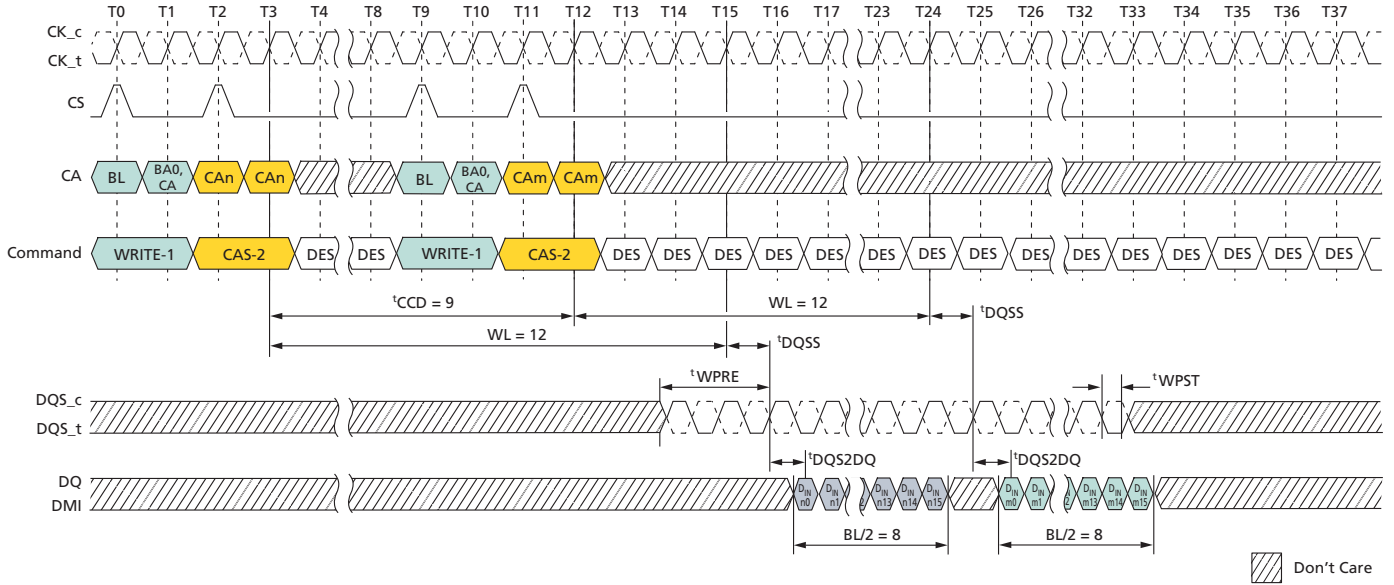 T0 T1 T2 T3 T4 T8 T9 T10 T11 T12 T13 T14 T15 T16 T17 T23 T24 T25 T26 T32 T33 T34 T35 T36 T37
CK_c
CK_t
CS
CA BL BA0, CA CAn CAn BL BA0, CA CAm CAm
Command WRITE-1 CAS-2 DES DES WRITE-1 CAS-2 DES DES DES DES DES DES DES DES DES DES DES DES DES DES DES
tCCD = 9 WL = 12 tDQSS
WL = 12 tDQSS
tWPRE tWPST
DQS_c
DQS_t
tDQS2DQ tDQS2DQ
DQ
DMI
DIN n0 DIN n1 DIN n13 DIN n14 DIN n15 DIN m0 DIN m1 DIN m13 DIN m14 DIN m15
BL/2 = 8 BL/2 = 8
Don't Care